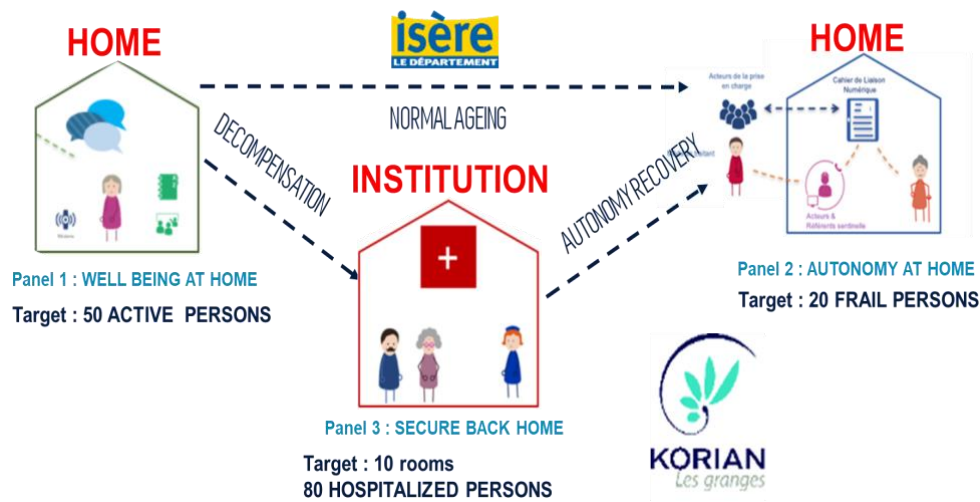 HOME
isère
LE DÉPARTEMENT
HOME
Acteurs de la prise
en charge
Cahier de Liaison
Numérique
NORMAL AGEING
DECOMPENSATION
INSTITUTION
AUTONOMY RECOVERY
Acteurs &
Référents sentinelle
Panel 1 : WELL BEING AT HOME
Target : 50 ACTIVE PERSONS
Panel 2 : AUTONOMY AT HOME
Target : 20 FRAIL PERSONS
Panel 3 : SECURE BACK HOME
Target : 10 rooms
80 HOSPITALIZED PERSONS
KORIAN
Les granges